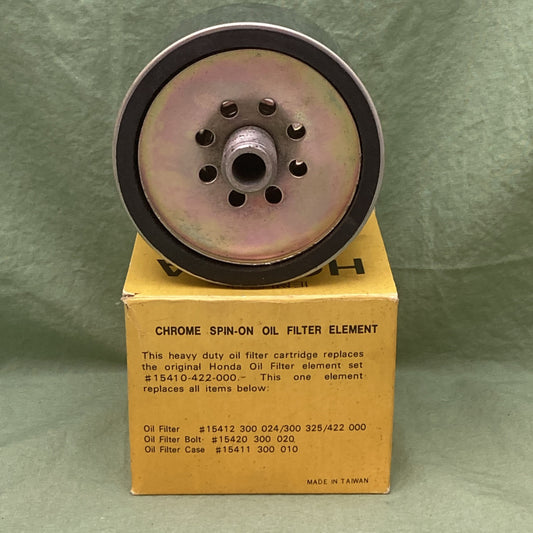 CHROME SPIN-ON OIL FILTER ELEMENT
This heavy duty oil filter cartridge replaces
the original Honda Oil Filter element set
#15410-422-000.- This one element
replaces all items below:
Oil Filter #15412 300 024/300 325/422 000
Oil Filter Bolt- #15420 300 020
Oil Filter Case #15411 300 010
MADE IN TAIWAN